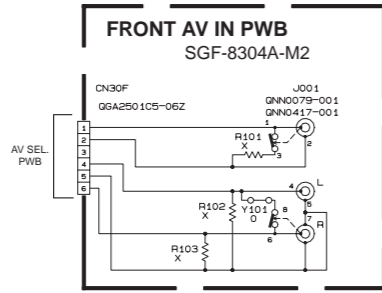 FRONT AV IN PWB
SGF-8304A-M2
CN30F
QGA2501C5-06Z
J001
QNN0079-001
QNN0417-001
AV SEL.
PWB
1
2
3
4
5
6
1
R101
X
3
2
R102
X
Y101
0
8
6
4
L
5
7
R
R103
X